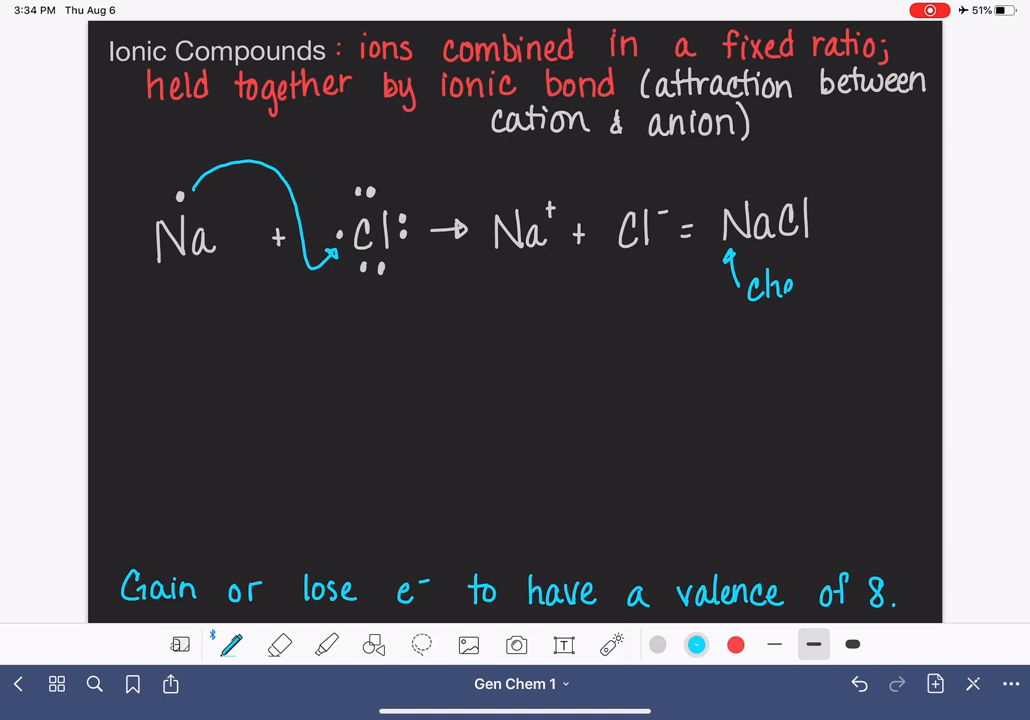 3:34 PM Thu Aug 6
51%
Ionic Compounds : ions combined in a fixed ratio;
held together by ionic bond (attraction between
cation & anion)
Na + Cl → Na⁺ + Cl⁻ = NaCl
Gain or lose e⁻ to have a valence of 8.
T
Gen Chem 1